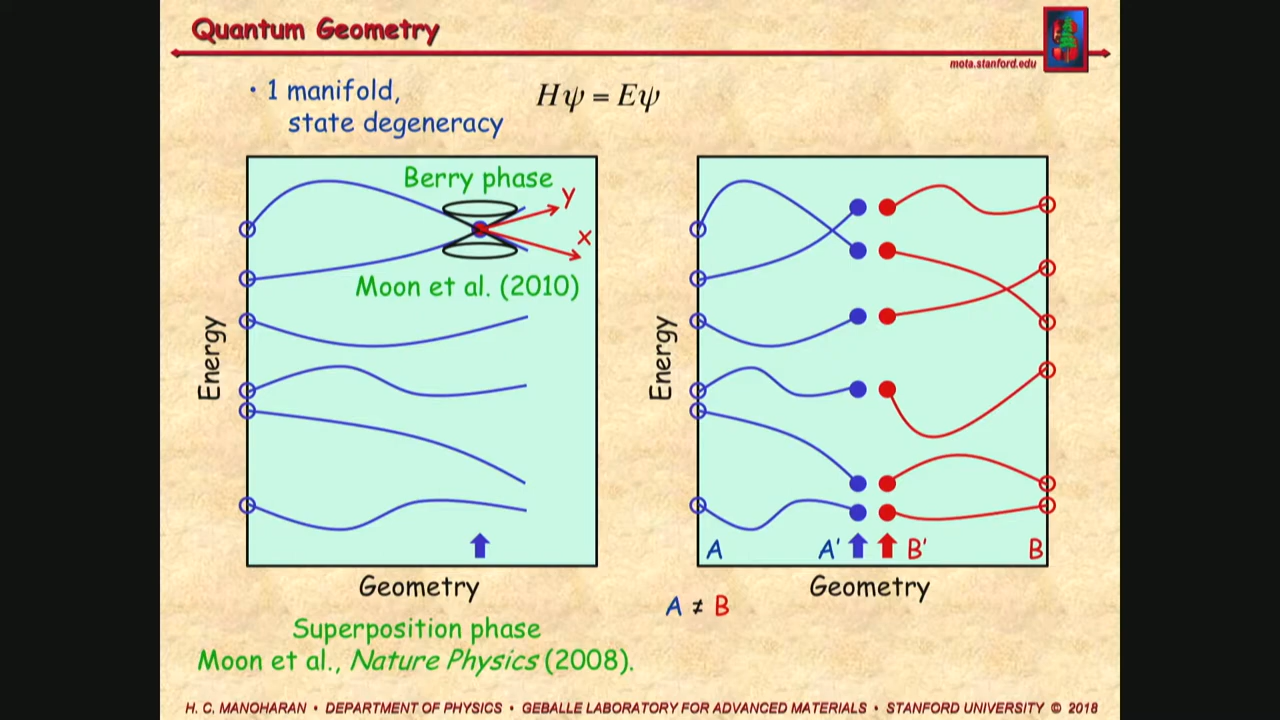 Quantum Geometry
mota.stanford.edu
• 1 manifold,
state degeneracy
Hψ = Eψ
Berry phase
y
x
Moon et al. (2010)
Energy
Geometry
Superposition phase
Moon et al., Nature Physics (2008).
Energy
A A' B' B
Geometry
A ≠ B
H. C. MANOHARAN • DEPARTMENT OF PHYSICS • GEBALLE LABORATORY FOR ADVANCED MATERIALS • STANFORD UNIVERSITY © 2018